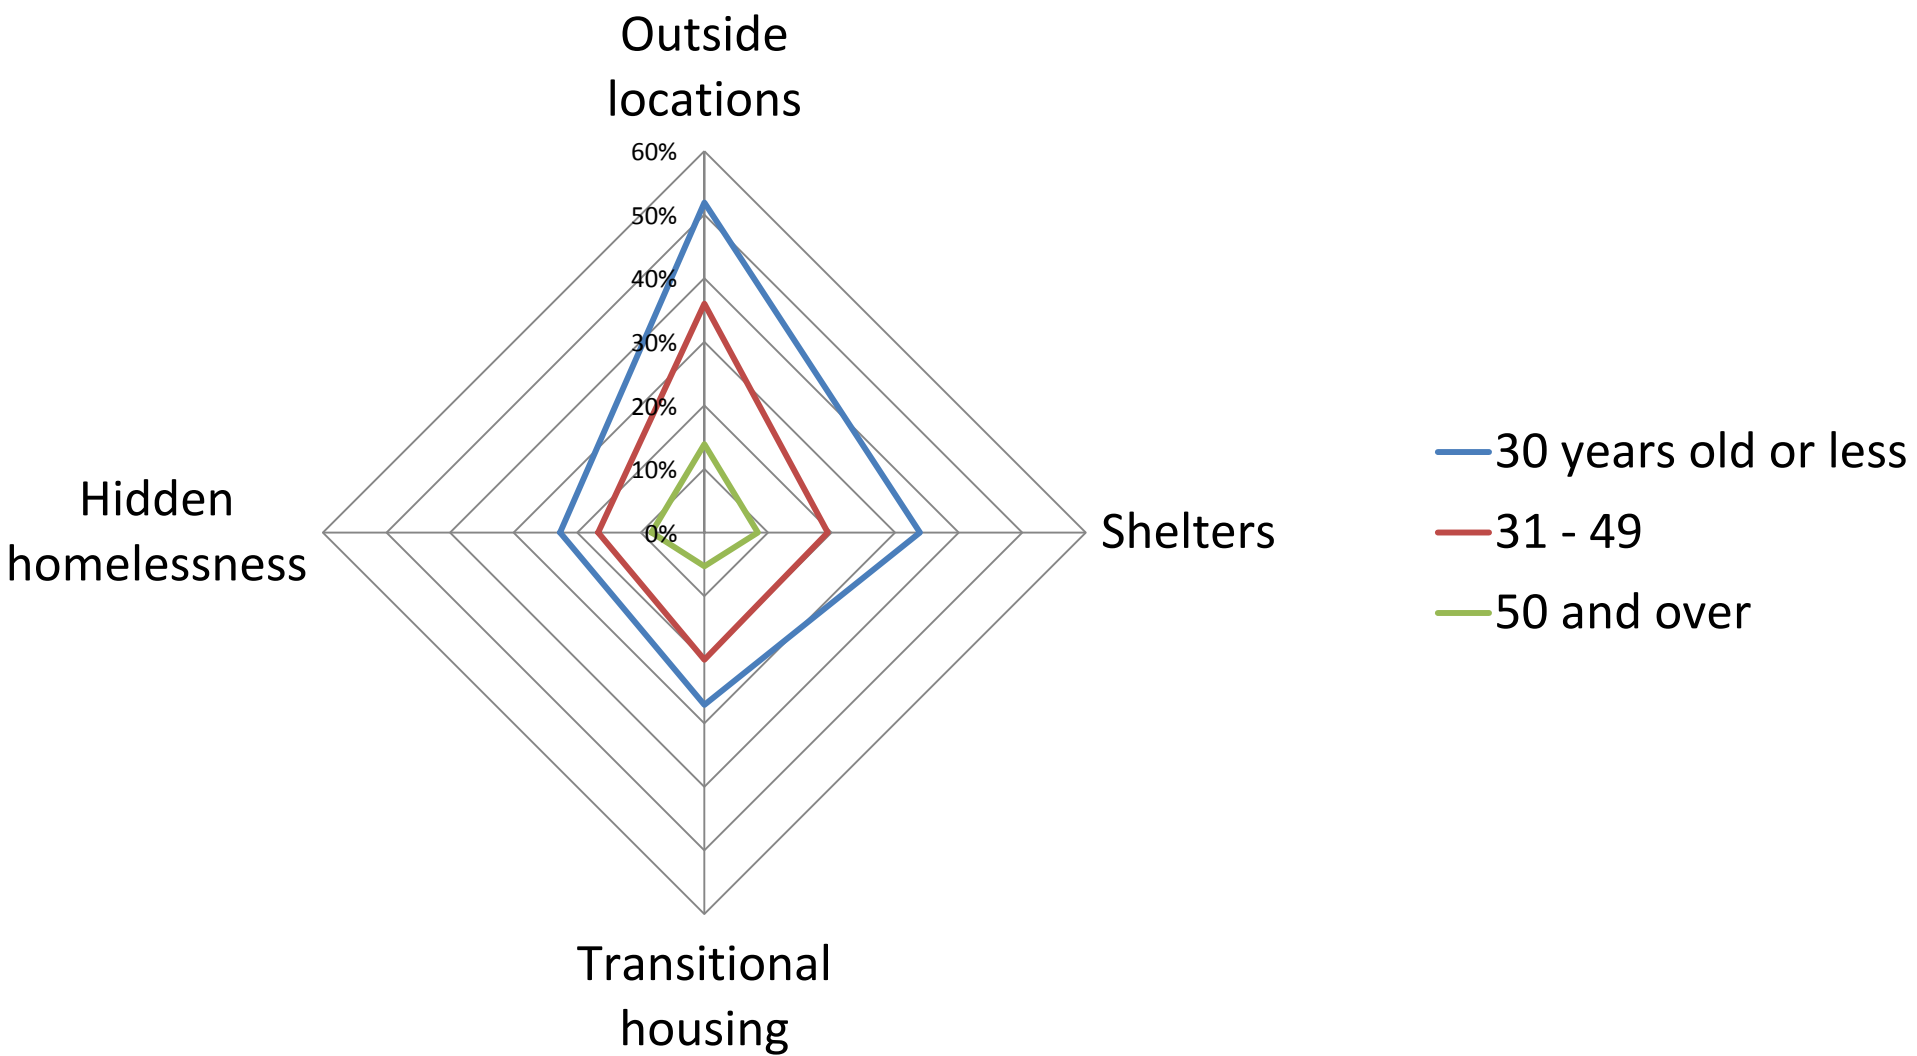 Outside
locations
60%
50%
40%
30%
20%
10%
0%
Hidden
homelessness
Shelters
Transitional
housing
30 years old or less
31 - 49
50 and over